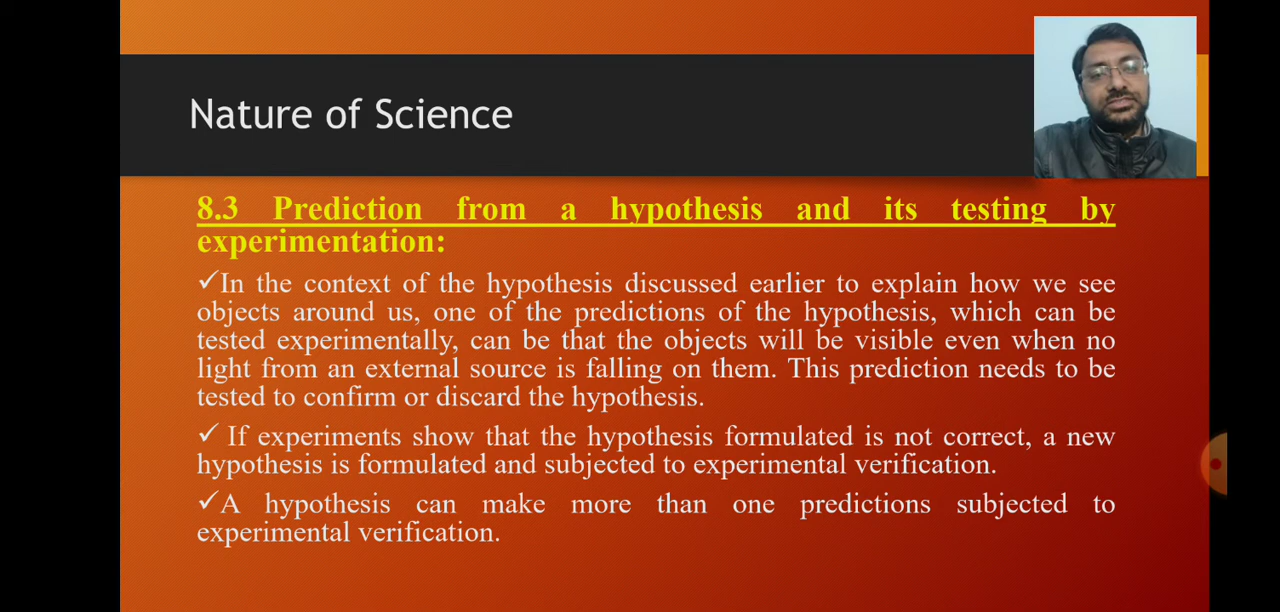 Nature of Science
8.3 Prediction from a hypothesis and its testing by
experimentation:
✓In the context of the hypothesis discussed earlier to explain how we see
objects around us, one of the predictions of the hypothesis, which can be
tested experimentally, can be that the objects will be visible even when no
light from an external source is falling on them. This prediction needs to be
tested to confirm or discard the hypothesis.
✓ If experiments show that the hypothesis formulated is not correct, a new
hypothesis is formulated and subjected to experimental verification.
✓A hypothesis can make more than one predictions subjected to
experimental verification.